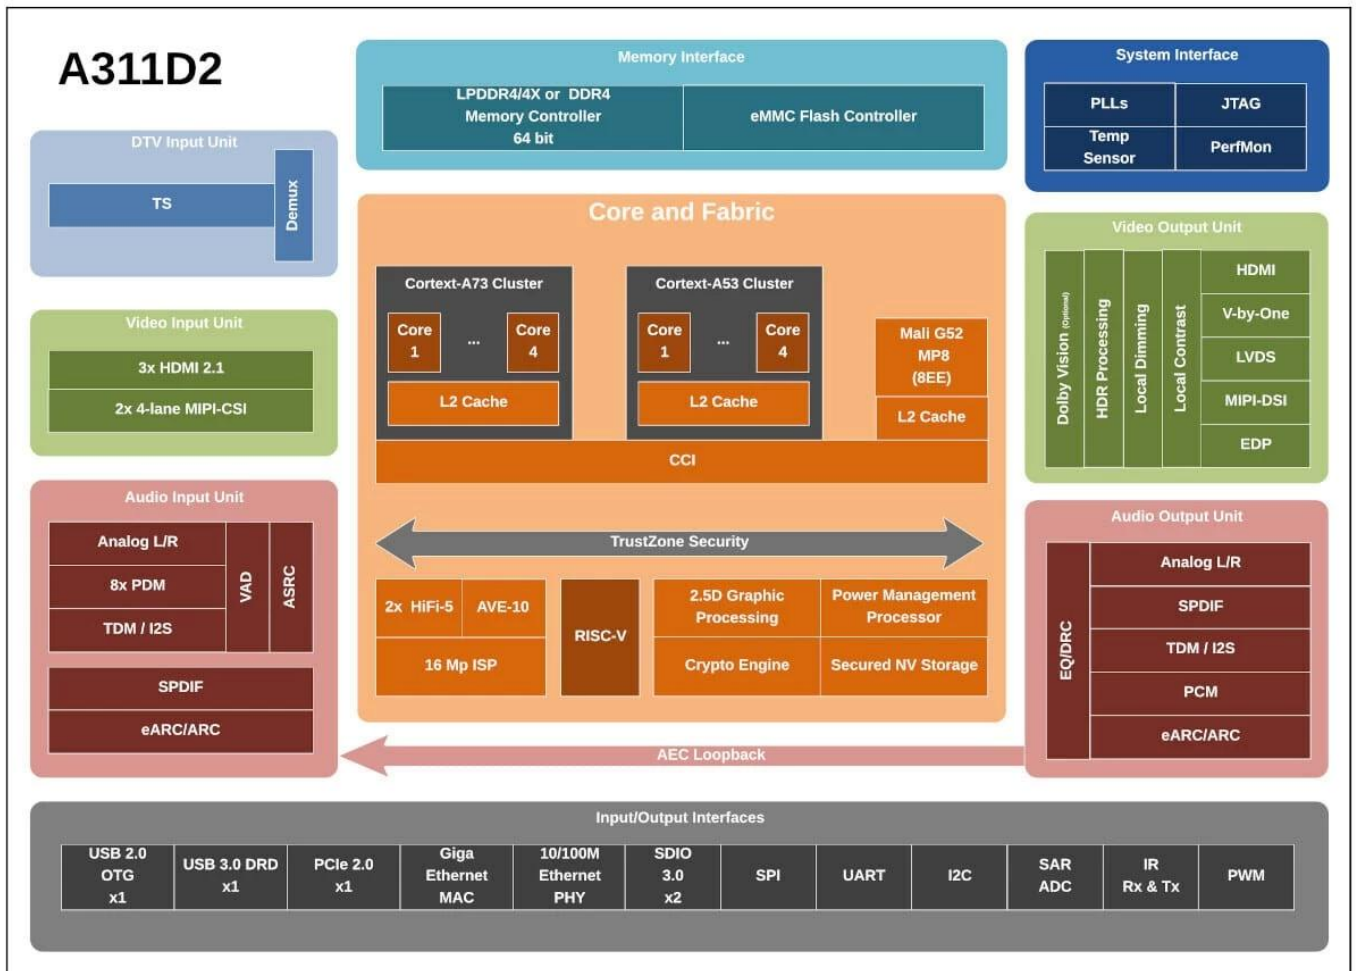 A311D2
Memory Interface
LPDDR4/4X or DDR4
Memory Controller
64 bit
eMMC Flash Controller
System Interface
PLLs
JTAG
Temp
Sensor
PerfMon
DTV Input Unit
TS
Demux
Video Input Unit
3x HDMI 2.1
2x 4-lane MIPI-CSI
Audio Input Unit
Analog L/R
8x PDM
TDM / I2S
VAD
ASRC
SPDIF
eARC/ARC
Core and Fabric
Cortext-A73 Cluster
Core
1
...
Core
4
L2 Cache
Cortext-A53 Cluster
Core
1
...
Core
4
L2 Cache
Mali G52
MP8
(8EE)
L2 Cache
CCI
TrustZone Security
2x HiFi-5
AVE-10
16 Mp ISP
RISC-V
2.5D Graphic
Processing
Power Management
Processor
Crypto Engine
Secured NV Storage
Video Output Unit
Dolby Vision (Optional)
HDR Processing
Local Dimming
Local Contrast
HDMI
V-by-One
LVDS
MIPI-DSI
EDP
Audio Output Unit
EQ/DRC
Analog L/R
SPDIF
TDM / I2S
PCM
eARC/ARC
AEC Loopback
Input/Output Interfaces
USB 2.0
OTG
x1
USB 3.0 DRD
x1
PCIe 2.0
x1
Giga
Ethernet
MAC
10/100M
Ethernet
PHY
SDIO
3.0
x2
SPI
UART
I2C
SAR
ADC
IR
Rx & Tx
PWM